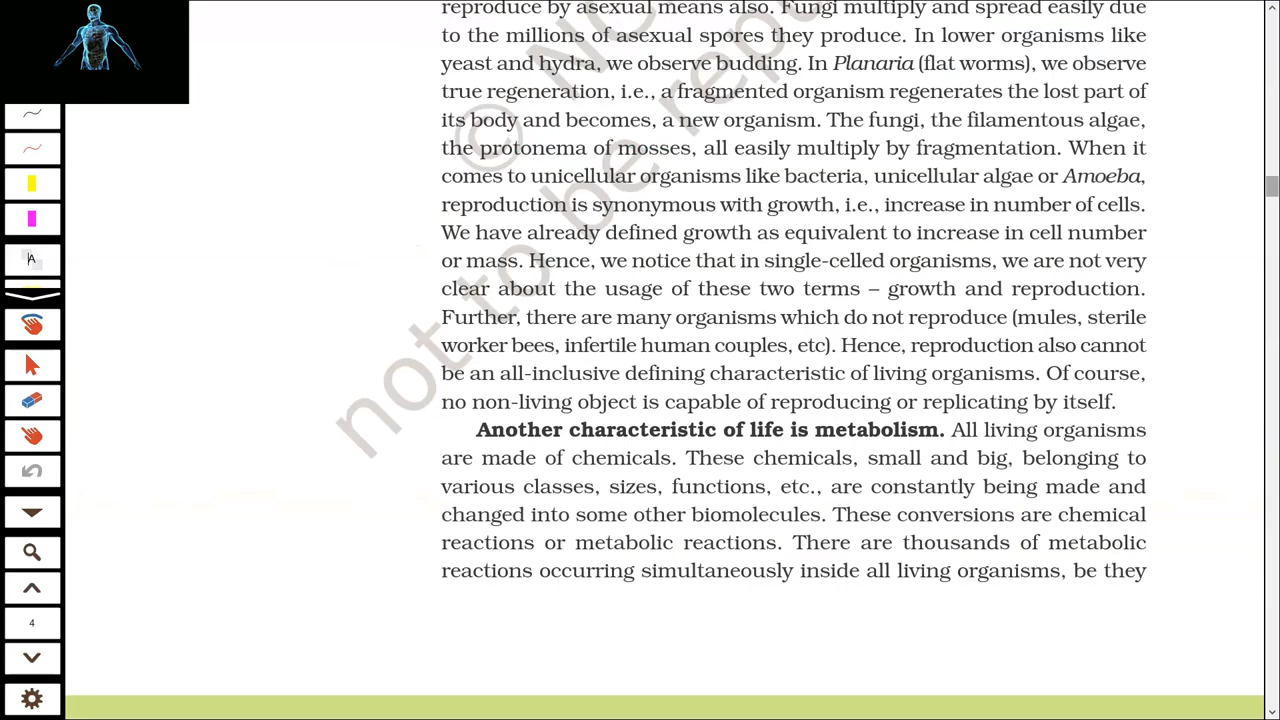 reproduce by asexual means also. Fungi multiply and spread easily due
to the millions of asexual spores they produce. In lower organisms like
yeast and hydra, we observe budding. In Planaria (flat worms), we observe
true regeneration, i.e., a fragmented organism regenerates the lost part of
its body and becomes, a new organism. The fungi, the filamentous algae,
the protonema of mosses, all easily multiply by fragmentation. When it
comes to unicellular organisms like bacteria, unicellular algae or Amoeba,
reproduction is synonymous with growth, i.e., increase in number of cells.
We have already defined growth as equivalent to increase in cell number
or mass. Hence, we notice that in single-celled organisms, we are not very
clear about the usage of these two terms – growth and reproduction.
Further, there are many organisms which do not reproduce (mules, sterile
worker bees, infertile human couples, etc). Hence, reproduction also cannot
be an all-inclusive defining characteristic of living organisms. Of course,
no non-living object is capable of reproducing or replicating by itself.
Another characteristic of life is metabolism. All living organisms
are made of chemicals. These chemicals, small and big, belonging to
various classes, sizes, functions, etc., are constantly being made and
changed into some other biomolecules. These conversions are chemical
reactions or metabolic reactions. There are thousands of metabolic
reactions occurring simultaneously inside all living organisms, be they
© NC
not to be repu
A
4